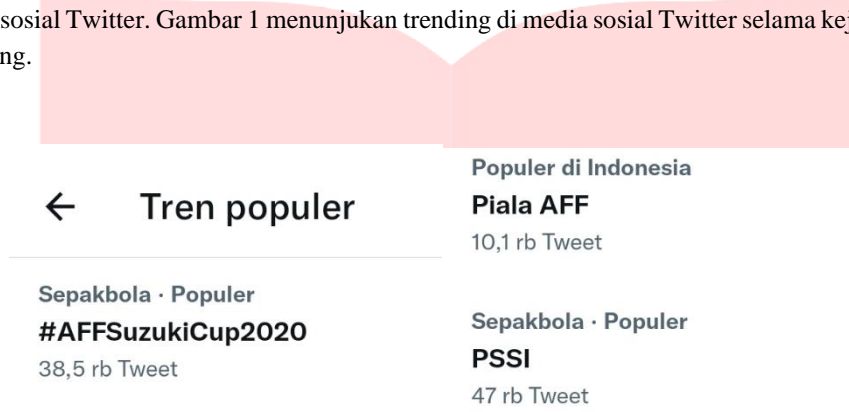 sosial Twitter. Gambar 1 menunjukan trending di media sosial Twitter selama
ng.
← Tren populer
Sepakbola · Populer
#AFFSuzukiCup2020
38,5 rb Tweet
Populer di Indonesia
Piala AFF
10,1 rb Tweet
Sepakbola · Populer
PSSI
47 rb Tweet